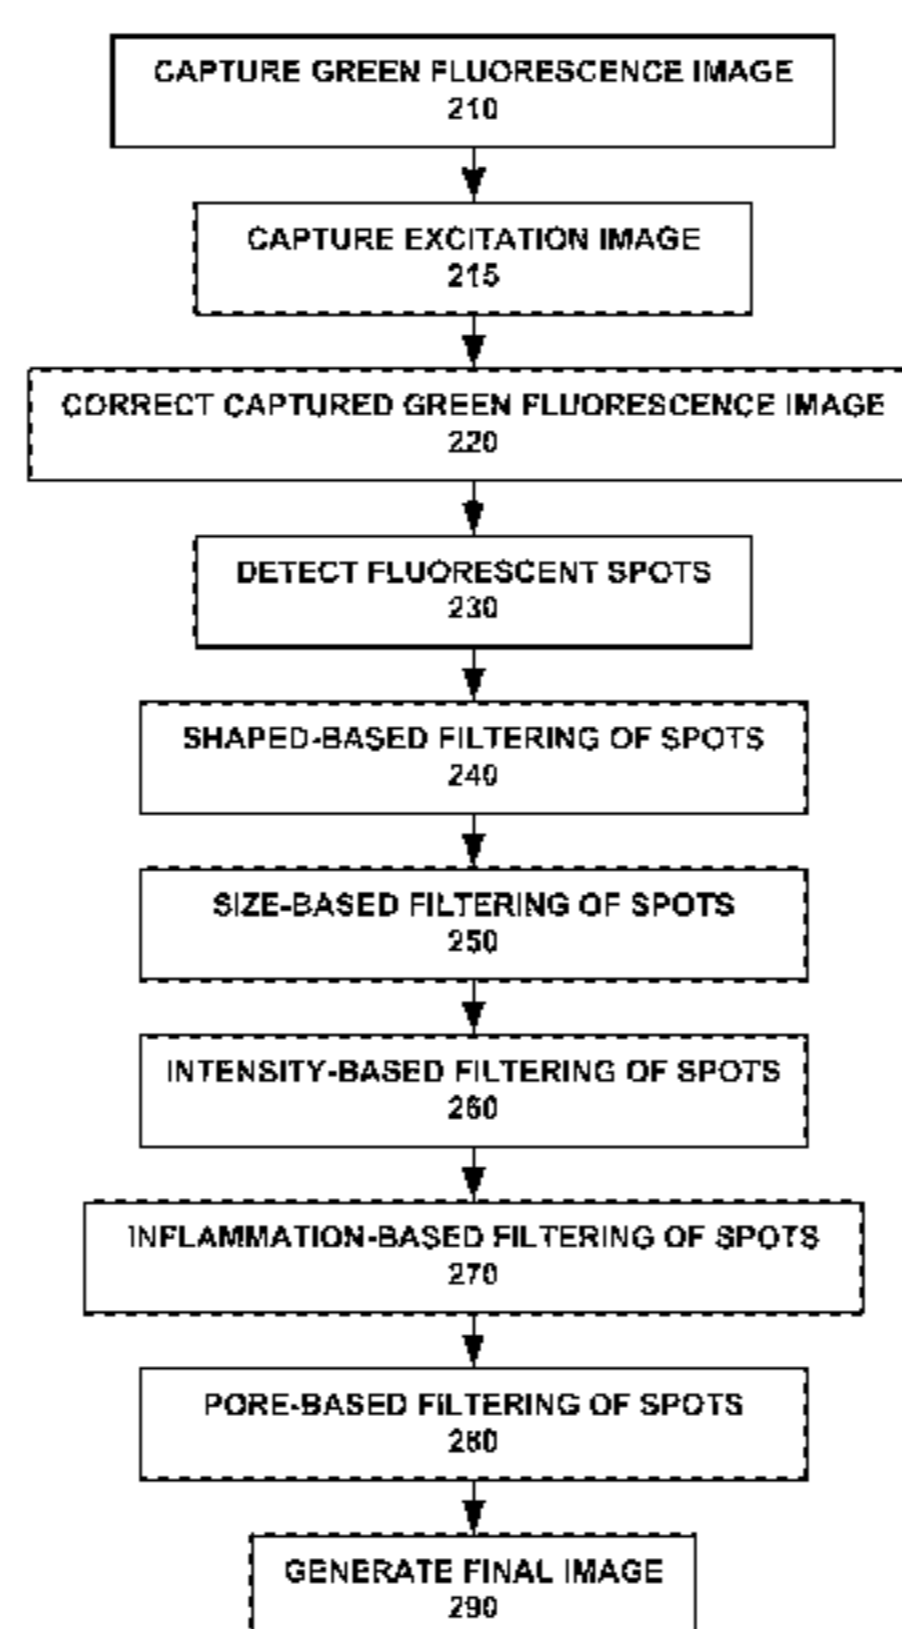 CAPTURE GREEN FLUORESCENCE IMAGE
210
CAPTURE EXCITATION IMAGE
215
CORRECT CAPTURED GREEN FLUORESCENCE IMAGE
220
DETECT FLUORESCENT SPOTS
230
SHAPED-BASED FILTERING OF SPOTS
240
SIZE-BASED FILTERING OF SPOTS
250
INTENSITY-BASED FILTERING OF SPOTS
260
INFLAMMATION-BASED FILTERING OF SPOTS
270
PORE-BASED FILTERING OF SPOTS
280
GENERATE FINAL IMAGE
290